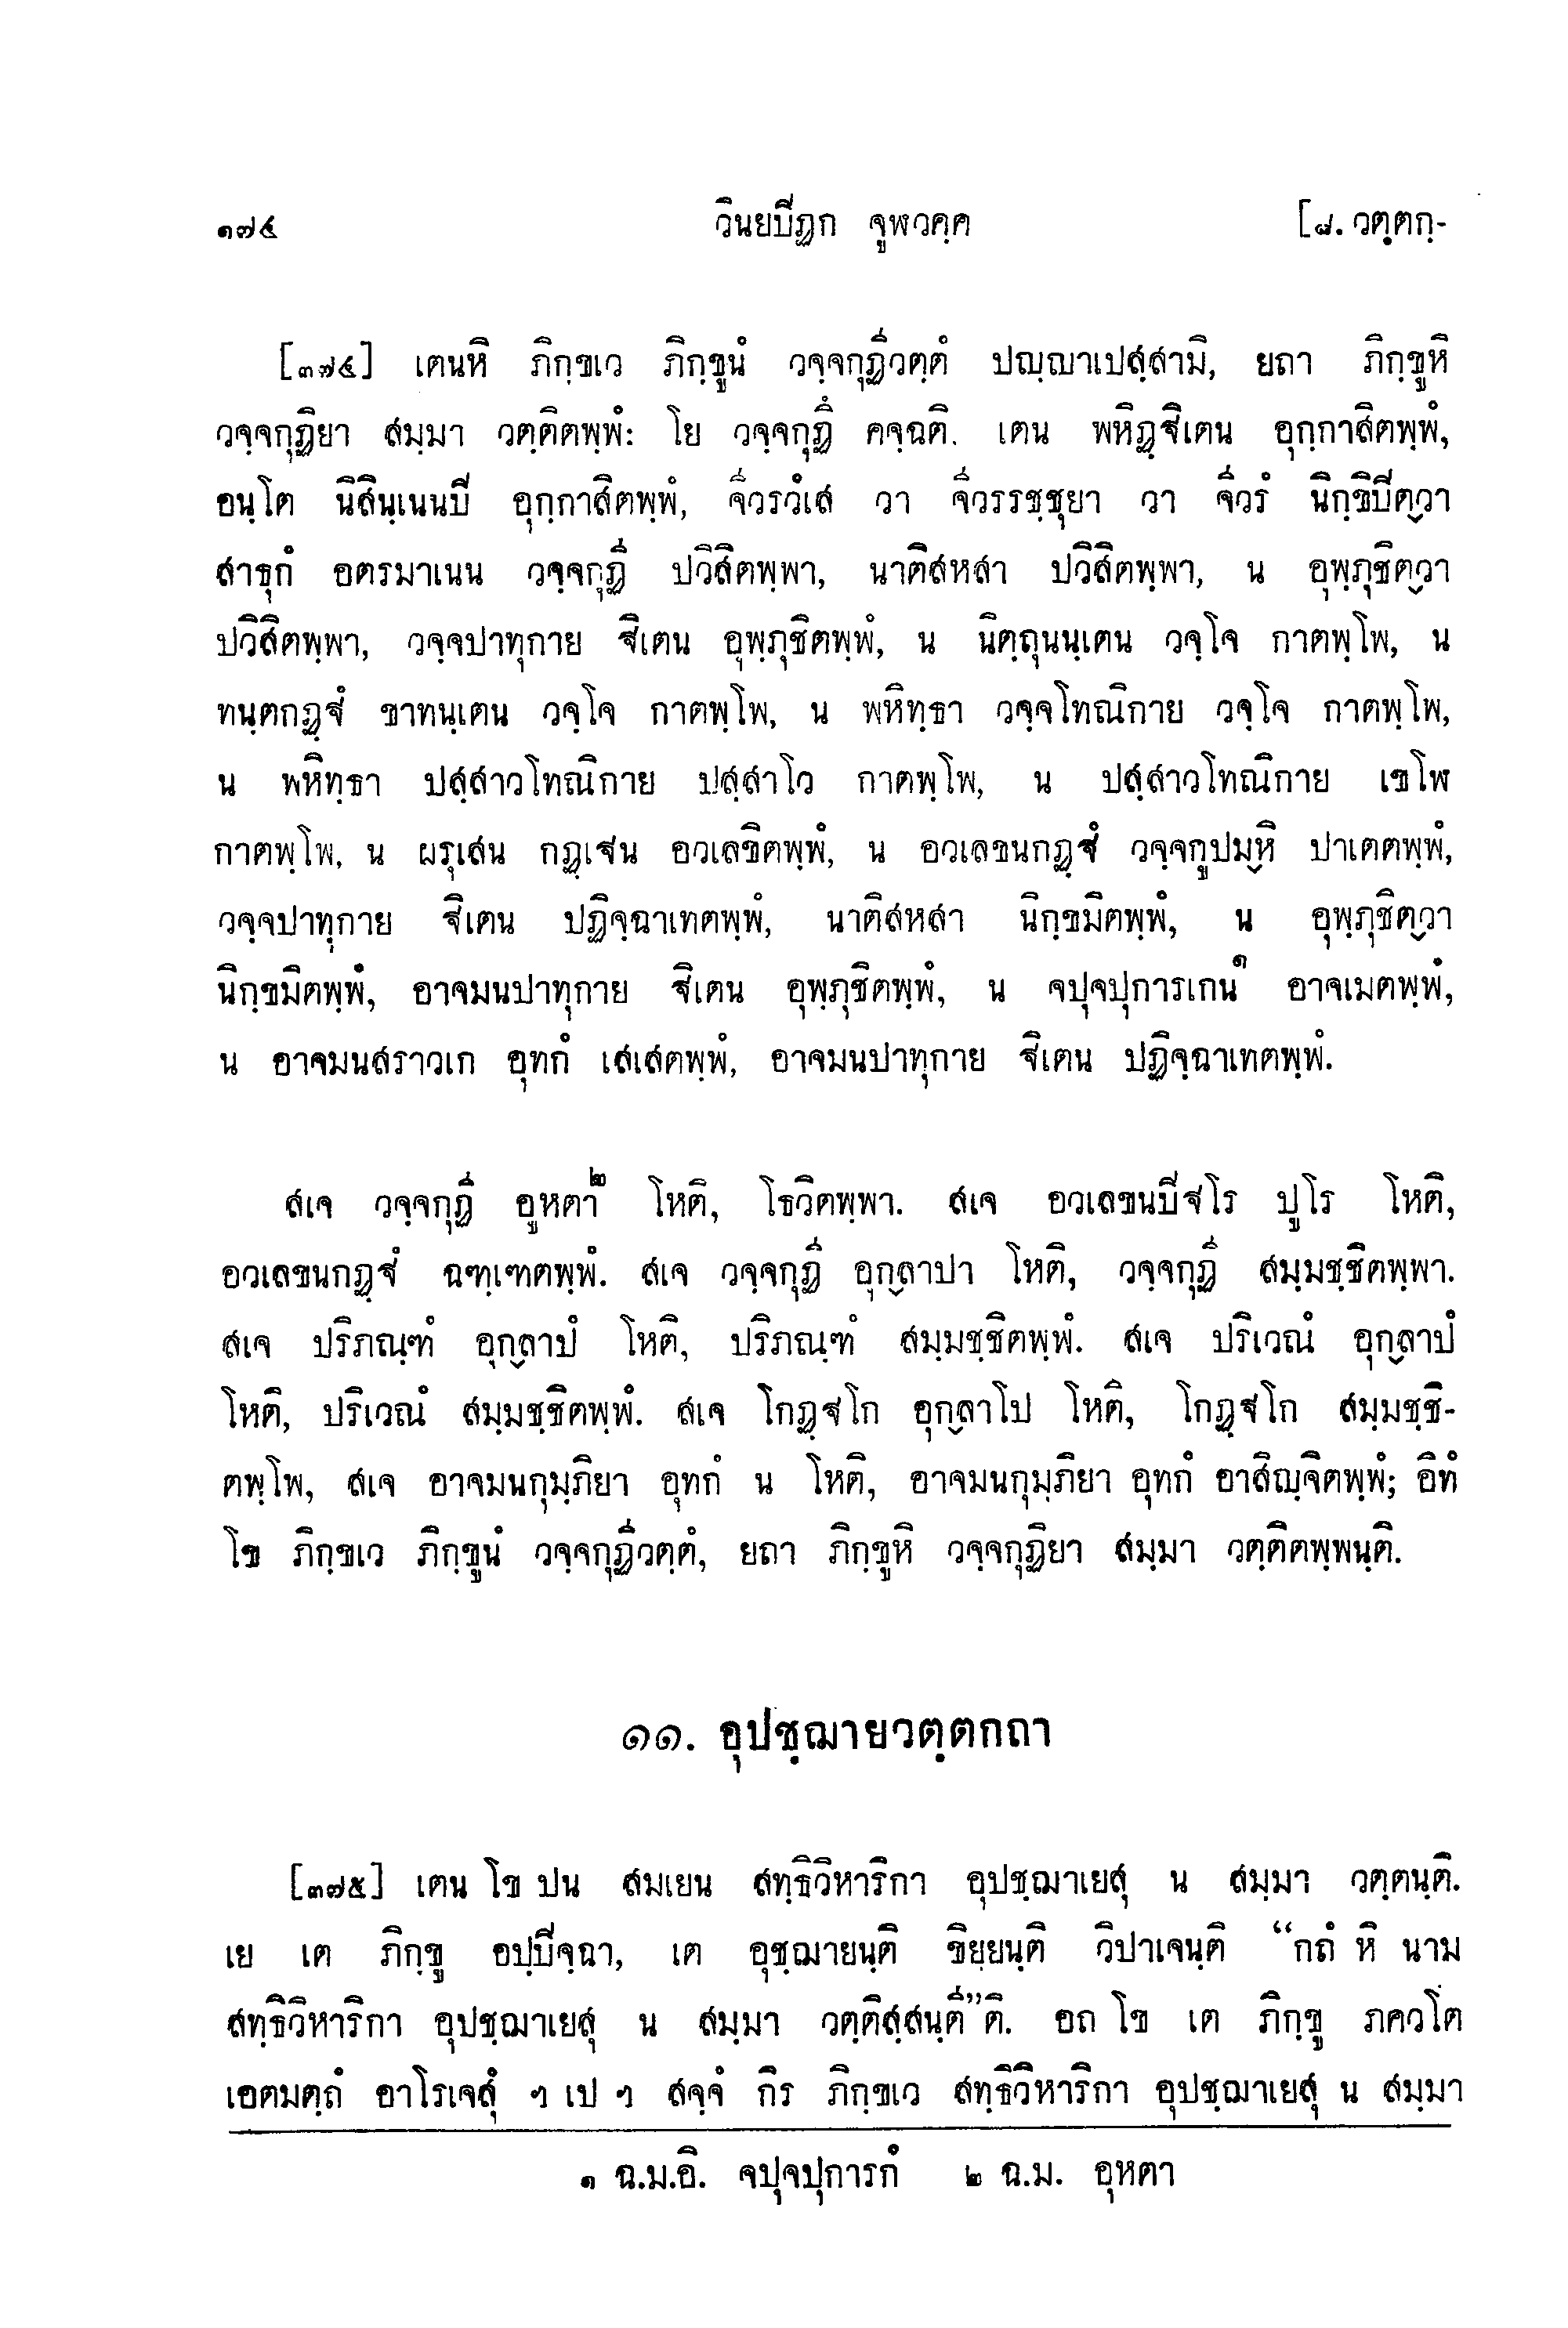 ๑๗๔ วินยปิฏก จูฬวคฺค [๘. วตฺตกฺ-
[๓๗๔] เตนหิ ภิกฺขเว ภิกฺขูนํ วจฺจกุฏีวตฺตํ ปญฺญาเปสฺสามิ, ยถา ภิกฺขูหิ
วจฺจกุฏิยา สมฺมา วตฺติตพฺพํ: โย วจฺจกุฏิํ คจฺฉติ. เตน พหิฏฺฐิเตน อุกฺกาสิตพฺพํ,
อนฺโต นิสินฺเนนปิ อุกฺกาสิตพฺพํ, จีวรวํเส วา จีวรรชฺชุยา วา จีวรํ นิกฺขิปิตฺวา
สาธุกํ อตรมาเนน วจฺจกุฏี ปวิสิตพฺพา, นาติสหสา ปวิสิตพฺพา, น อุพฺภุชิตฺวา
ปวิสิตพฺพา, วจฺจปาทุกาย ฐิเตน อุพฺภุชิตพฺพํ, น นิตฺถุนนฺเตน วจฺโจ กาตพฺโพ, น
ทนฺตกฏฺฐํ ขาทนฺเตน วจฺโจ กาตพฺโพ, น พหิทฺธา วจฺจโทณิกาย วจฺโจ กาตพฺโพ,
น พหิทฺธา ปสฺสาวโทณิกาย ปสฺสาโว กาตพฺโพ, น ปสฺสาวโทณิกาย เขโฬ
กาตพฺโพ, น ผรุเสน กฏฺเฐน อวเลขิตพฺพํ, น อวเลขนกฏฺฐํ วจฺจกูปมฺหิ ปาเตตพฺพํ,
วจฺจปาทุกาย ฐิเตน ปฏิจฺฉาเทตพฺพํ, นาติสหสา นิกฺขมิตพฺพํ, น อุพฺภุชิตฺวา
นิกฺขมิตพฺพํ, อาจมนปาทุกาย ฐิเตน อุพฺภุชิตพฺพํ, น จปุจปุการเกน๑ อาจเมตพฺพํ,
น อาจมนสราวเก อุทกํ เสเสตพฺพํ, อาจมนปาทุกาย ฐิเตน ปฏิจฺฉาเทตพฺพํ.
สเจ วจฺจกุฏี อูหตา๒ โหติ, โธวิตพฺพา. สเจ อวเลขนปิฐโร ปูโร โหติ,
อวเลขนกฏฺฐํ ฉฑฺเฑตพฺพํ. สเจ วจฺจกุฏี อุกฺลาปา โหติ, วจฺจกุฏี สมฺมชฺชิตพฺพา.
สเจ ปริภณฺฑํ อุกฺลาปํ โหติ, ปริภณฺฑํ สมฺมชฺชิตพฺพํ. สเจ ปริเวณํ อุกฺลาปํ
โหติ, ปริเวณํ สมฺมชฺชิตพฺพํ. สเจ โกฏฺฐโก อุกฺลาโป โหติ, โกฏฺฐโก สมฺมชฺชิ-
ตพฺโพ, สเจ อาจมนกุมฺภิยา อุทกํ น โหติ, อาจมนกุมฺภิยา อุทกํ อาสิญฺจิตพฺพํ; อิทํ
โข ภิกฺขเว ภิกฺขูนํ วจฺจกุฏีวตฺตํ, ยถา ภิกฺขูหิ วจฺจกุฏิยา สมฺมา วตฺติตพฺพนฺติ.
๑๑. อุปชฺฌายวตฺตกถา
[๓๗๕] เตน โข ปน สมเยน สทฺธิวิหาริกา อุปชฺฌาเยสุ น สมฺมา วตฺตนฺติ.
เย เต ภิกฺขู อปฺปิจฺฉา, เต อุชฺฌายนฺติ ขิยฺยนฺติ วิปาเจนฺติ “กถํ หิ นาม
สทฺธิวิหาริกา อุปชฺฌาเยสุ น สมฺมา วตฺติสฺสนฺตี”ติ. อถ โข เต ภิกฺขู ภควโต
เอตมตฺถํ อาโรเจสุํ ฯ เป ฯ สจฺจํ กิร ภิกฺขเว สทฺธิวิหาริกา อุปชฺฌาเยสุ น สมฺมา
๑ ฉ.ม.อิ. จปุจปุการกํ ๒ ฉ.ม. อุหตา